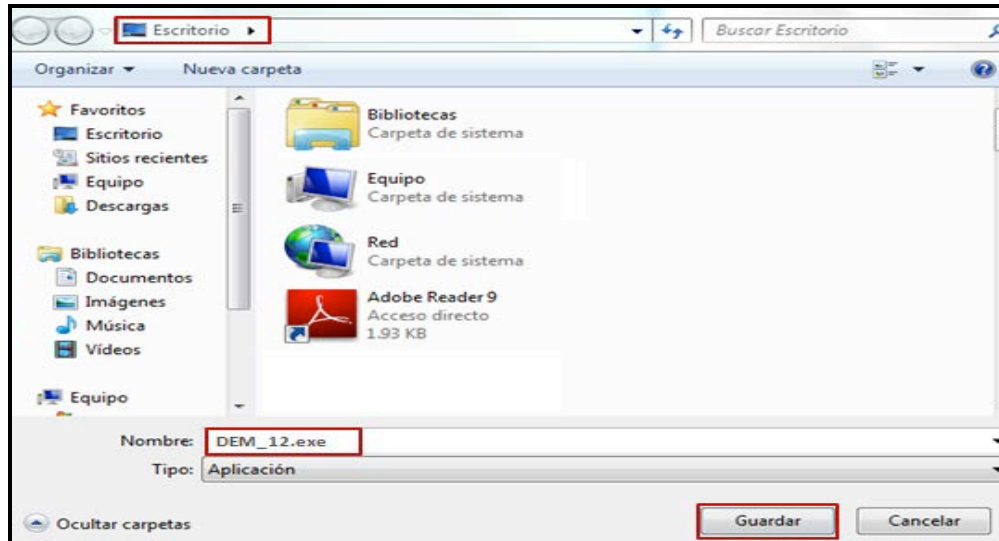 Escritorio
Buscar Escritorio
Organizar
Nueva carpeta
Favoritos
Escritorio
Sitios recientes
Equipo
Descargas
Bibliotecas
Documentos
Imágenes
Música
Vídeos
Equipo
Bibliotecas
Carpeta de sistema
Equipo
Carpeta de sistema
Red
Carpeta de sistema
Adobe Reader 9
Acceso directo
1.93 KB
Nombre: DEM_12.exe
Tipo: Aplicación
Ocultar carpetas
Guardar
Cancelar